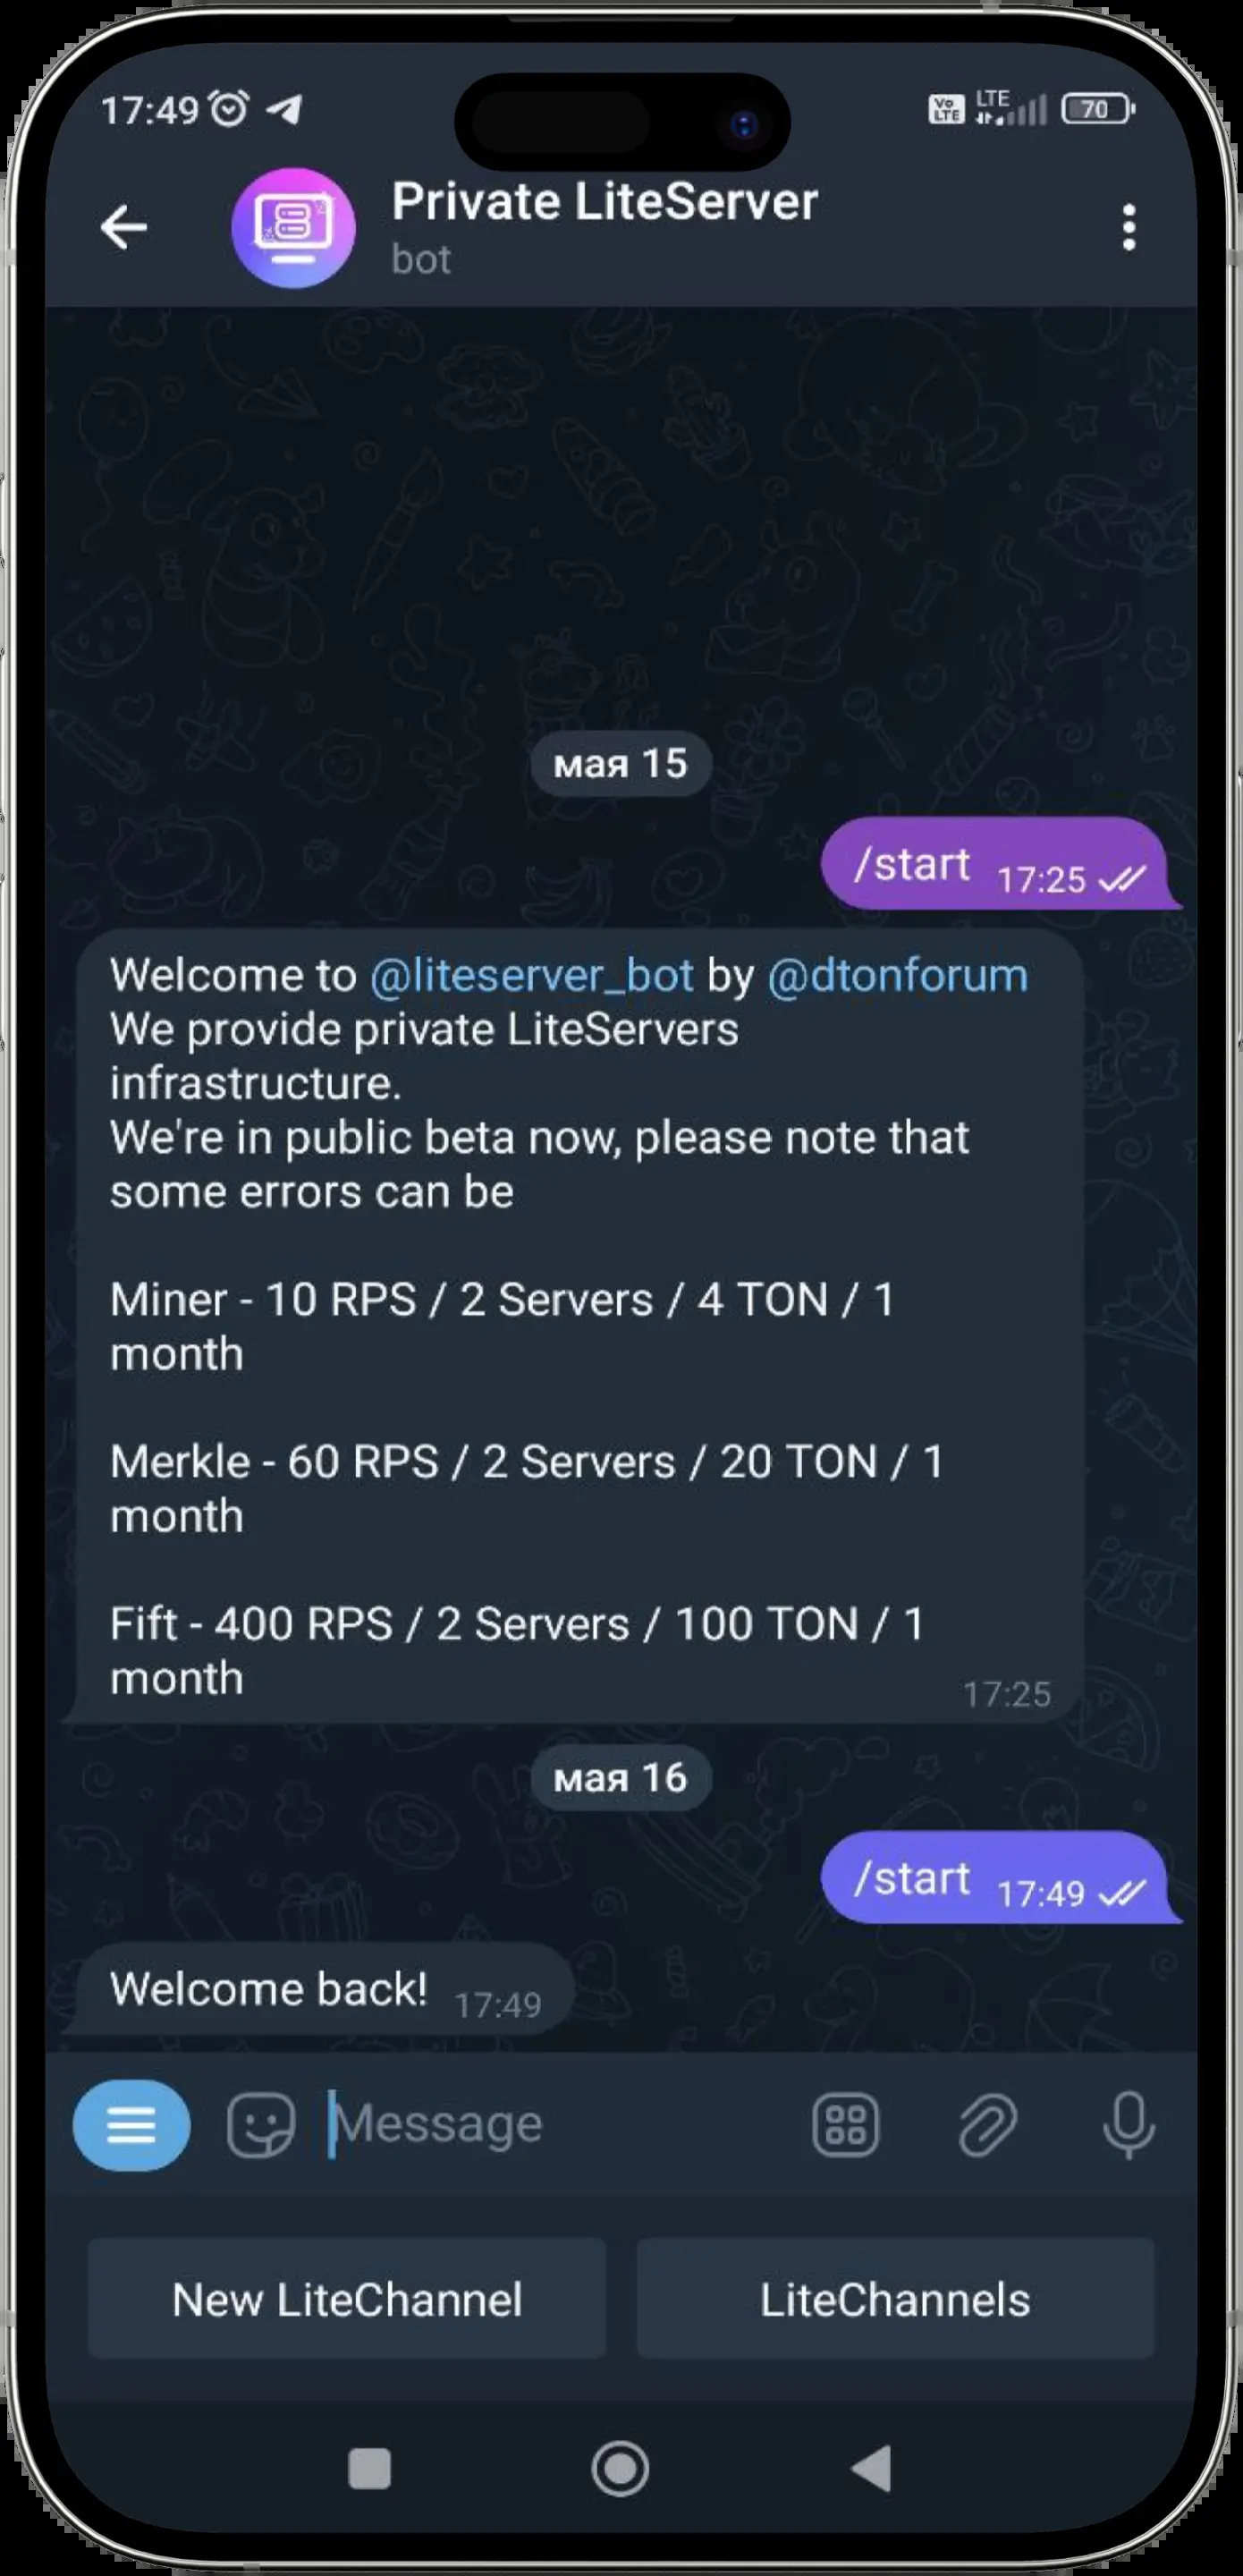 17:49
Vo LTE
LTE
70
Private LiteServer
bot
мая 15
/start 17:25
Welcome to @liteserver_bot by @dtonforum
We provide private LiteServers
infrastructure.
We're in public beta now, please note that
some errors can be
Miner - 10 RPS / 2 Servers / 4 TON / 1
month
Merkle - 60 RPS / 2 Servers / 20 TON / 1
month
Fift - 400 RPS / 2 Servers / 100 TON / 1
month
17:25
мая 16
/start 17:49
Welcome back! 17:49
Message
New LiteChannel
LiteChannels